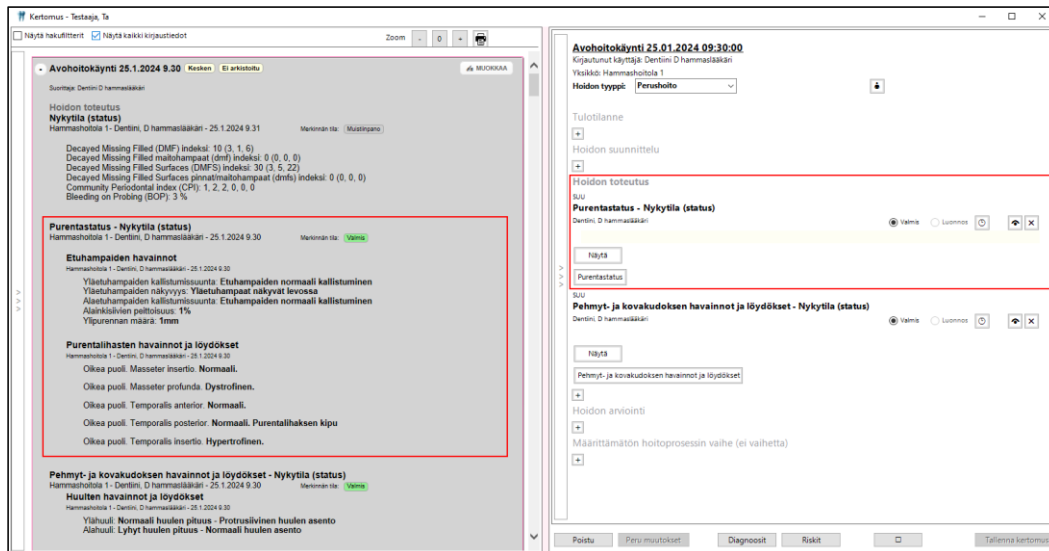 Kertomus - Testaaja, Ta
Näytä hakufiltterit Näytä kaikki kirjaustiedot Zoom - 0 +
- Avohoitokäynti 25.1.2024 9.30 Kesken Ei arkistoitu MUOKKAA
Suorittaja: Dentiini D hammaslääkäri
Hoidon toteutus
Nykytila (status)
Hammashoitola 1 - Dentiini, D hammaslääkäri - 25.1.2024 9.31 Merkinnän tila: Muistiinpano
Decayed Missing Filled (DMF) indeksi: 10 (3, 1, 6)
Decayed Missing Filled maitohampaat (dmf) indeksi: 0 (0, 0, 0)
Decayed Missing Filled Surfaces (DMFS) indeksi: 30 (3, 5, 22)
Decayed Missing Filled Surfaces pinnat/maitohampaat (dmfs) indeksi: 0 (0, 0, 0)
Community Periodontal index (CPI): 1, 2, 2, 0, 0, 0
Bleeding on Probing (BOP): 3 %
Purentastatus - Nykytila (status)
Hammashoitola 1 - Dentiini, D hammaslääkäri - 25.1.2024 9.30 Merkinnän tila: Valmis
Etuhampaiden havainnot
Hammashoitola 1 - Dentiini, D hammaslääkäri - 25.1.2024 9.30
Yläetuhampaiden kallistumissuunta: Etuhampaiden normaali kallistuminen
Yläetuhampaiden näkyvyys: Yläetuhampaat näkyvät levossa
Alaetuhampaiden kallistumissuunta: Etuhampaiden normaali kallistuminen
Alainkisiivien peittoisuus: 1%
Ylipurennan määrä: 1mm
Purentalihasten havainnot ja löydökset
Hammashoitola 1 - Dentiini, D hammaslääkäri - 25.1.2024 9.30
Oikea puoli. Masseter insertio. Normaali.
Oikea puoli. Masseter profunda. Dystrofinen.
Oikea puoli. Temporalis anterior. Normaali.
Oikea puoli. Temporalis posterior. Normaali. Purentalihaksen kipu
Oikea puoli. Temporalis insertio. Hypertrofinen.
Pehmyt- ja kovakudoksen havainnot ja löydökset - Nykytila (status)
Hammashoitola 1 - Dentiini, D hammaslääkäri - 25.1.2024 9.30 Merkinnän tila: Valmis
Huulten havainnot ja löydökset
Hammashoitola 1 - Dentiini, D hammaslääkäri - 25.1.2024 9.30
Ylähuuli: Normaali huulen pituus - Protrusiivinen huulen asento
Alahuuli: Lyhyt huulen pituus - Normaali huulen asento
Avohoitokäynti 25.01.2024 09:30:00
Kirjautunut käyttäjä: Dentiini D hammaslääkäri
Yksikkö: Hammashoitola 1
Hoidon tyyppi: Perushoito
Tulotilanne
+
Hoidon suunnittelu
+
Hoidon toteutus
SUU
Purentastatus - Nykytila (status)
Dentiini, D hammaslääkäri Valmis Luonnos
Näytä
Purentastatus
SUU
Pehmyt- ja kovakudoksen havainnot ja löydökset - Nykytila (status)
Dentiini, D hammaslääkäri Valmis Luonnos
Näytä
Pehmyt- ja kovakudoksen havainnot ja löydökset
+
Hoidon arviointi
+
Määrittämätön hoitoprosessin vaihe (ei vaihetta)
+
Poistu Peru muutokset Diagnoosit Riskit Tallenna kertomus